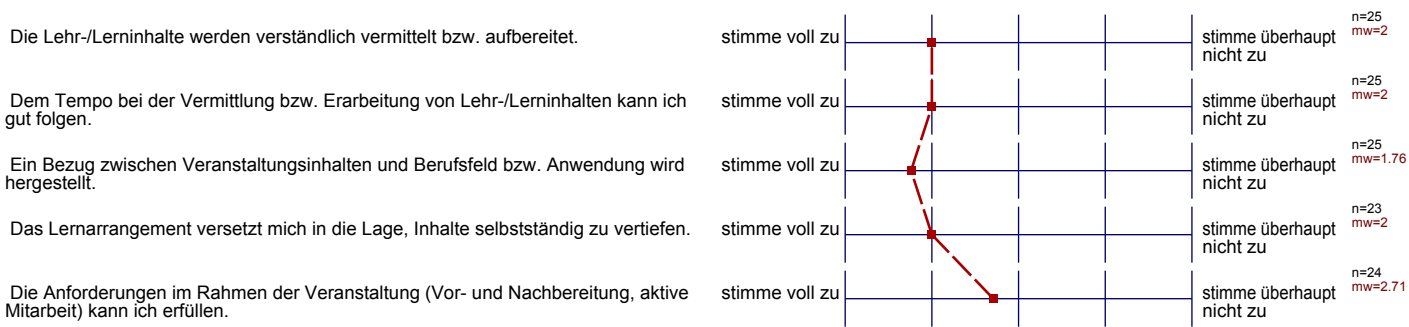 Die Lehr-/Lerninhalte werden verständlich vermittelt bzw. aufbereitet.
stimme voll zu
stimme überhaupt
nicht zu
n=25
mw=2
Dem Tempo bei der Vermittlung bzw. Erarbeitung von Lehr-/Lerninhalten kann ich
gut folgen.
stimme voll zu
stimme überhaupt
nicht zu
n=25
mw=2
Ein Bezug zwischen Veranstaltungsinhalten und Berufsfeld bzw. Anwendung wird
hergestellt.
stimme voll zu
stimme überhaupt
nicht zu
n=25
mw=1.76
Das Lernarrangement versetzt mich in die Lage, Inhalte selbstständig zu vertiefen.
stimme voll zu
stimme überhaupt
nicht zu
n=23
mw=2
Die Anforderungen im Rahmen der Veranstaltung (Vor- und Nachbereitung, aktive
Mitarbeit) kann ich erfüllen.
stimme voll zu
stimme überhaupt
nicht zu
n=24
mw=2.71